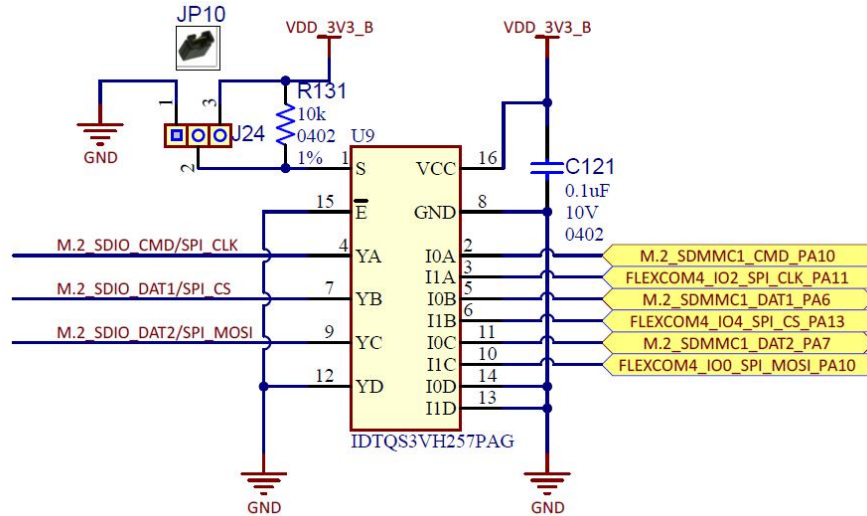 JP10
VDD_3V3_B
VDD_3V3_B
1
3
R131
10k
0402
1%
J24
2
GND
U9
C121
0.1uF
10V
0402
1 S
VCC 16
15 E
GND 8
M.2_SDIO_CMD/SPI_CLK 4 YA
I0A 2 M.2_SDMMC1_CMD_PA10
I1A 3 FLEXCOM4_IO2_SPI_CLK_PA11
M.2_SDIO_DAT1/SPI_CS 7 YB
I0B 5 M.2_SDMMC1_DAT1_PA6
I1B 6 FLEXCOM4_IO4_SPI_CS_PA13
M.2_SDIO_DAT2/SPI_MOSI 9 YC
I0C 11 M.2_SDMMC1_DAT2_PA7
I1C 10 FLEXCOM4_IO0_SPI_MOSI_PA10
12 YD
I0D 14
I1D 13
IDTQS3VH257PAG
GND
GND